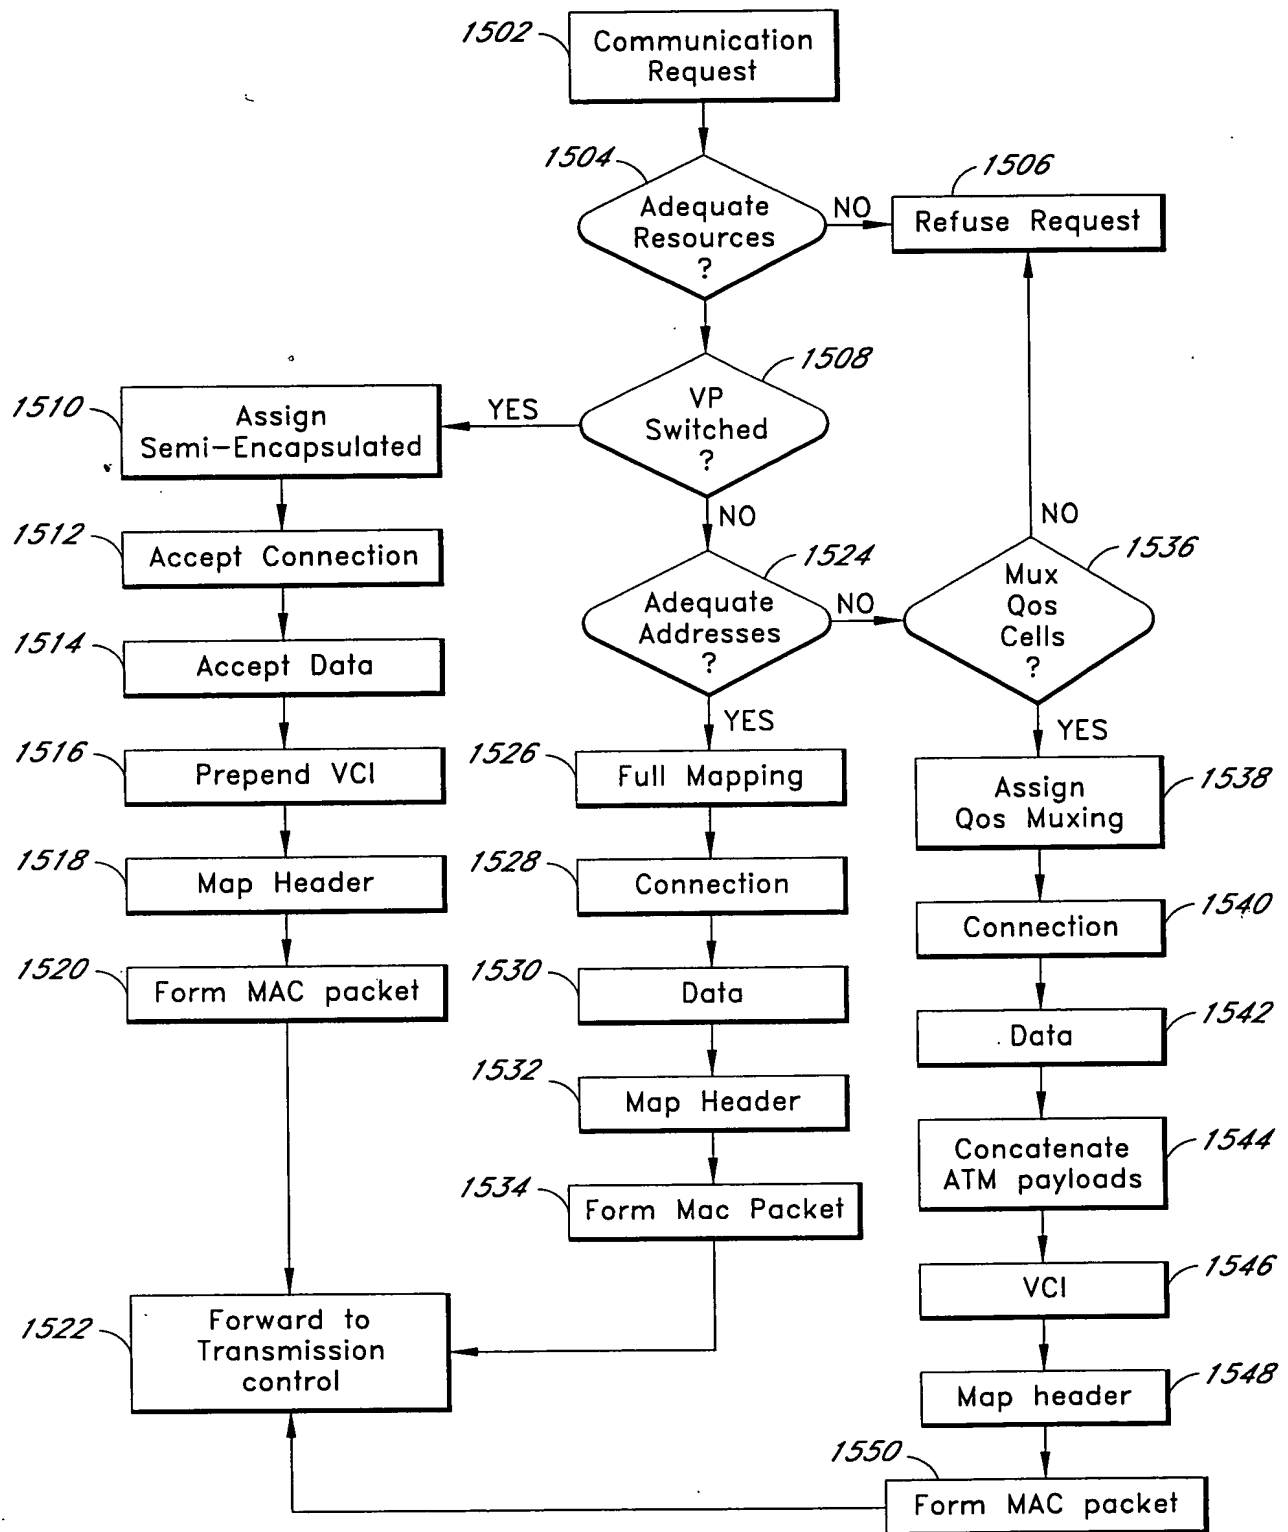 1502
Communication
Request
1504
Adequate
Resources
?
NO
1506
Refuse Request
1508
VP
Switched
?
YES
NO
1510
Assign
Semi-Encapsulated
1512
Accept Connection
1514
Accept Data
1516
Prepend VCI
1518
Map Header
1520
Form MAC packet
1522
Forward to
Transmission
control
1524
Adequate
Addresses
?
NO
YES
1526
Full Mapping
1528
Connection
1530
Data
1532
Map Header
1534
Form Mac Packet
1536
Mux
Qos
Cells
?
NO
YES
1538
Assign
Qos Muxing
1540
Connection
1542
Data
1544
Concatenate
ATM payloads
1546
VCI
1548
Map header
1550
Form MAC packet